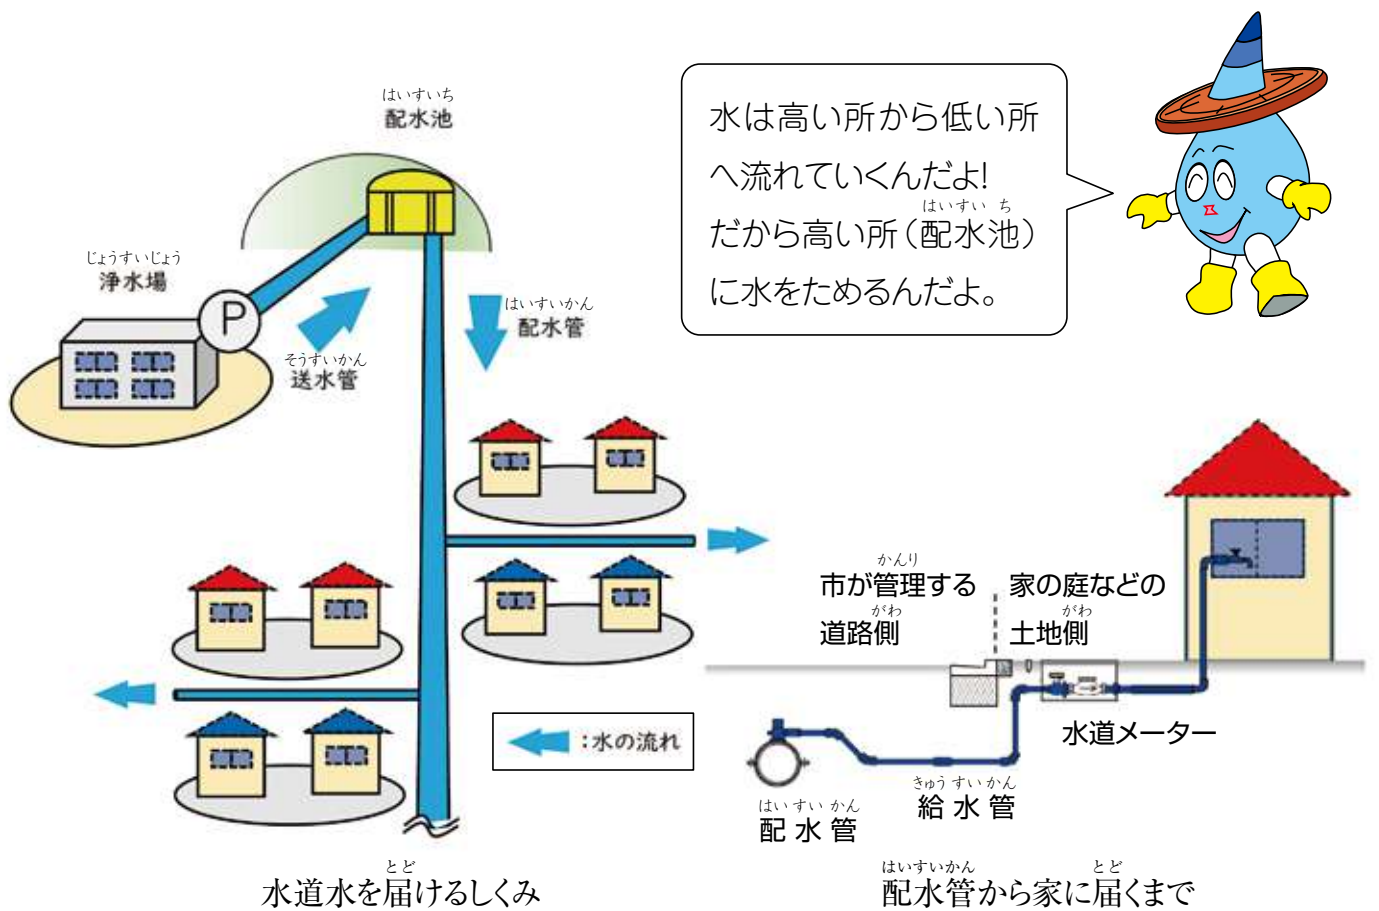 はいすいち
配水池
じょうすいじょう
浄水場
P
そうすいかん
送水管
はいすいかん
配水管
:水の流れ
水道水を届けるしくみ
とど
水は高い所から低い所
へ流れていくんだよ!
はいすい ち
だから高い所(配水池)
に水をためるんだよ。
かんり
市が管理する
がわ
道路側
家の庭などの
がわ
土地側
水道メーター
きゅう すい かん
給水管
はい すい かん
配水管
はいすいかん とど
配水管から家に届くまで